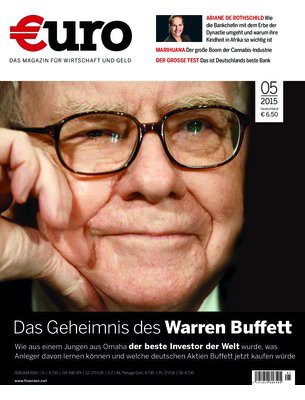 €uro
DAS MAGAZIN FÜR WIRTSCHAFT UND GELD
ARIANE DE ROTHSCHILD Wie
die Bankchefin mit dem Erbe der
Dynastie umgeht und warum ihre
Kindheit in Afrika so wichtig ist
MARIHUANA Der große Boom der Cannabis-Industrie
DER GROSSE TEST Das ist Deutschlands beste Bank
05
2015
Deutschland
€ 6,50
Das Geheimnis des Warren Buffett
Wie aus einem Jungen aus Omaha der beste Investor der Welt wurde, was
Anleger davon lernen können und welche deutschen Aktien Buffett jetzt kaufen würde
www.finanzen.net